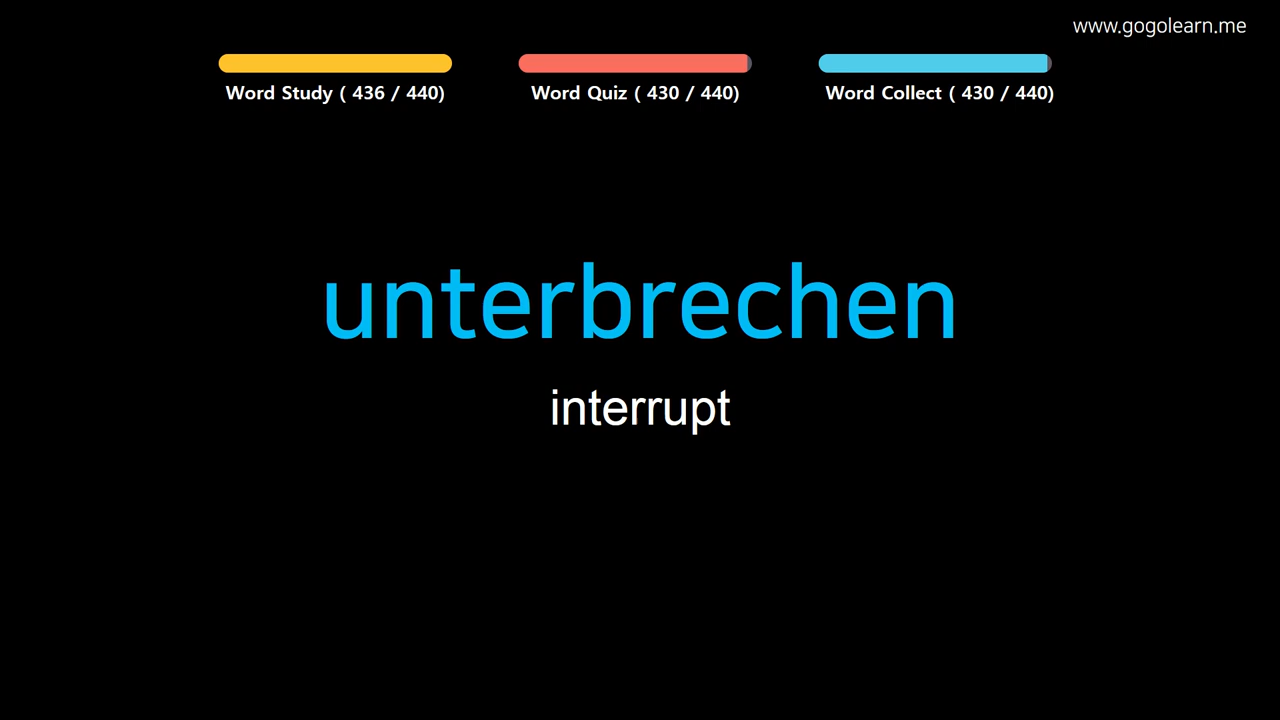 www.gogolearn.me
Word Study ( 436 / 440)
Word Quiz ( 430 / 440)
Word Collect ( 430 / 440)
unterbrechen
interrupt